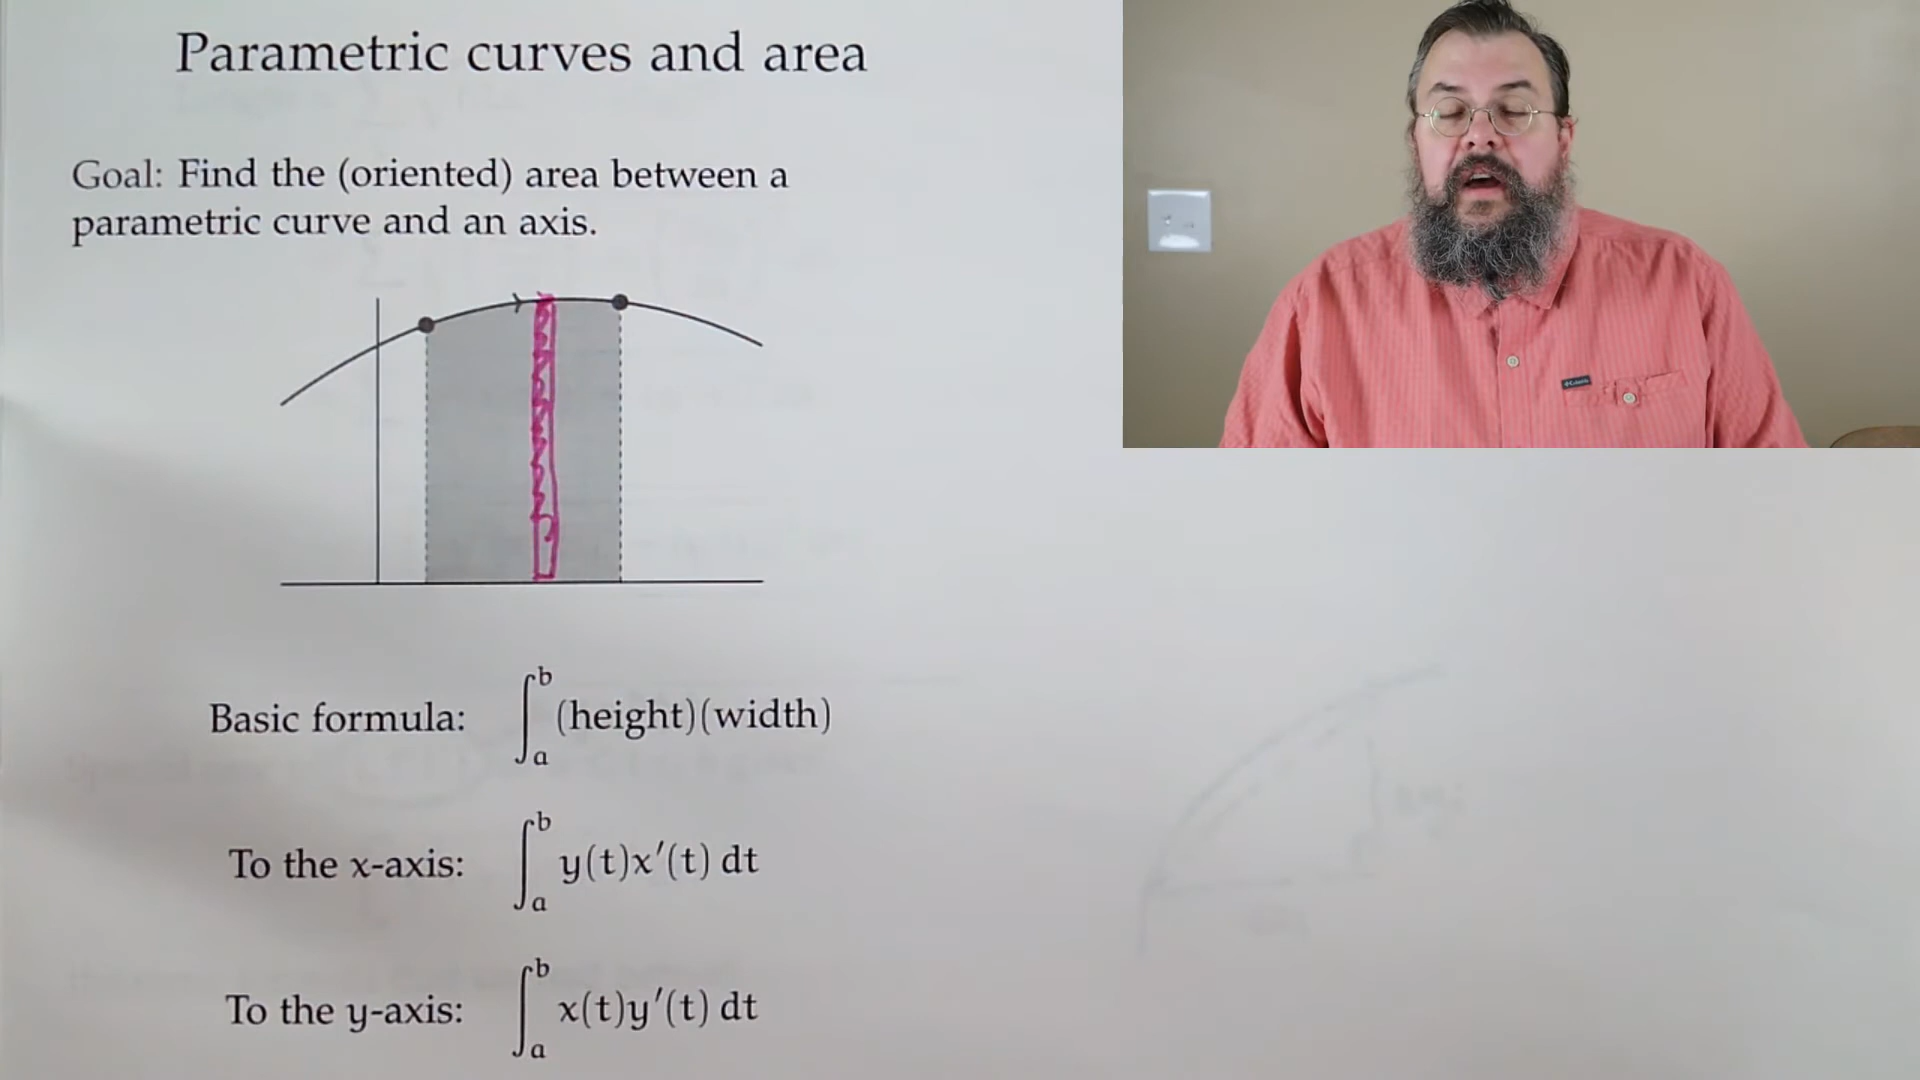 Parametric curves and area
Goal: Find the (oriented) area between a
parametric curve and an axis.
Basic formula: ∫_a^b (height)(width)
To the x-axis: ∫_a^b y(t)x′(t) dt
To the y-axis: ∫_a^b x(t)y′(t) dt